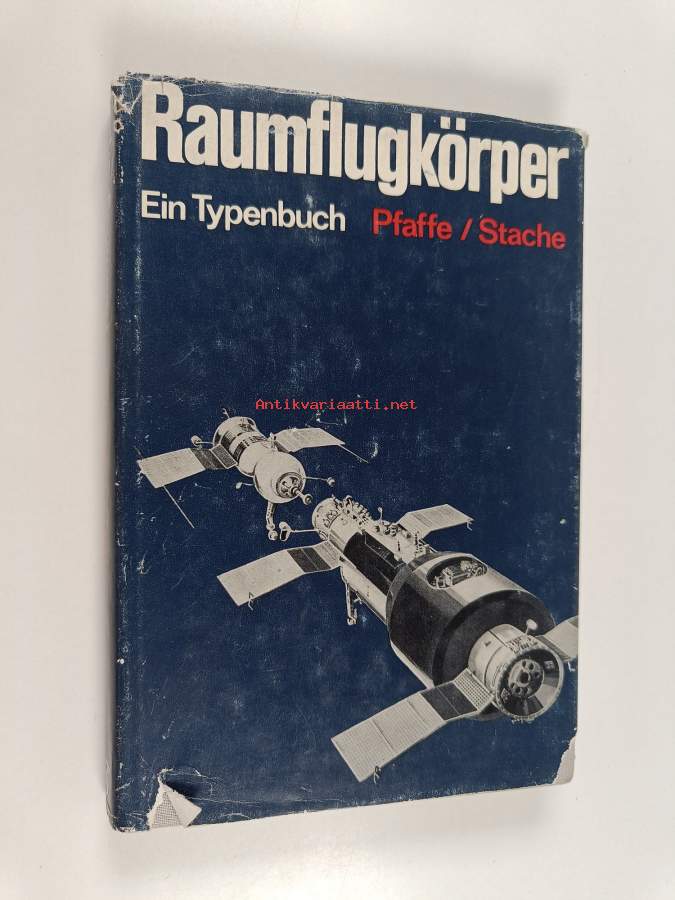 Raumflugkörper
Ein Typenbuch Pfaffe / Stache
Antikvariaatti.net